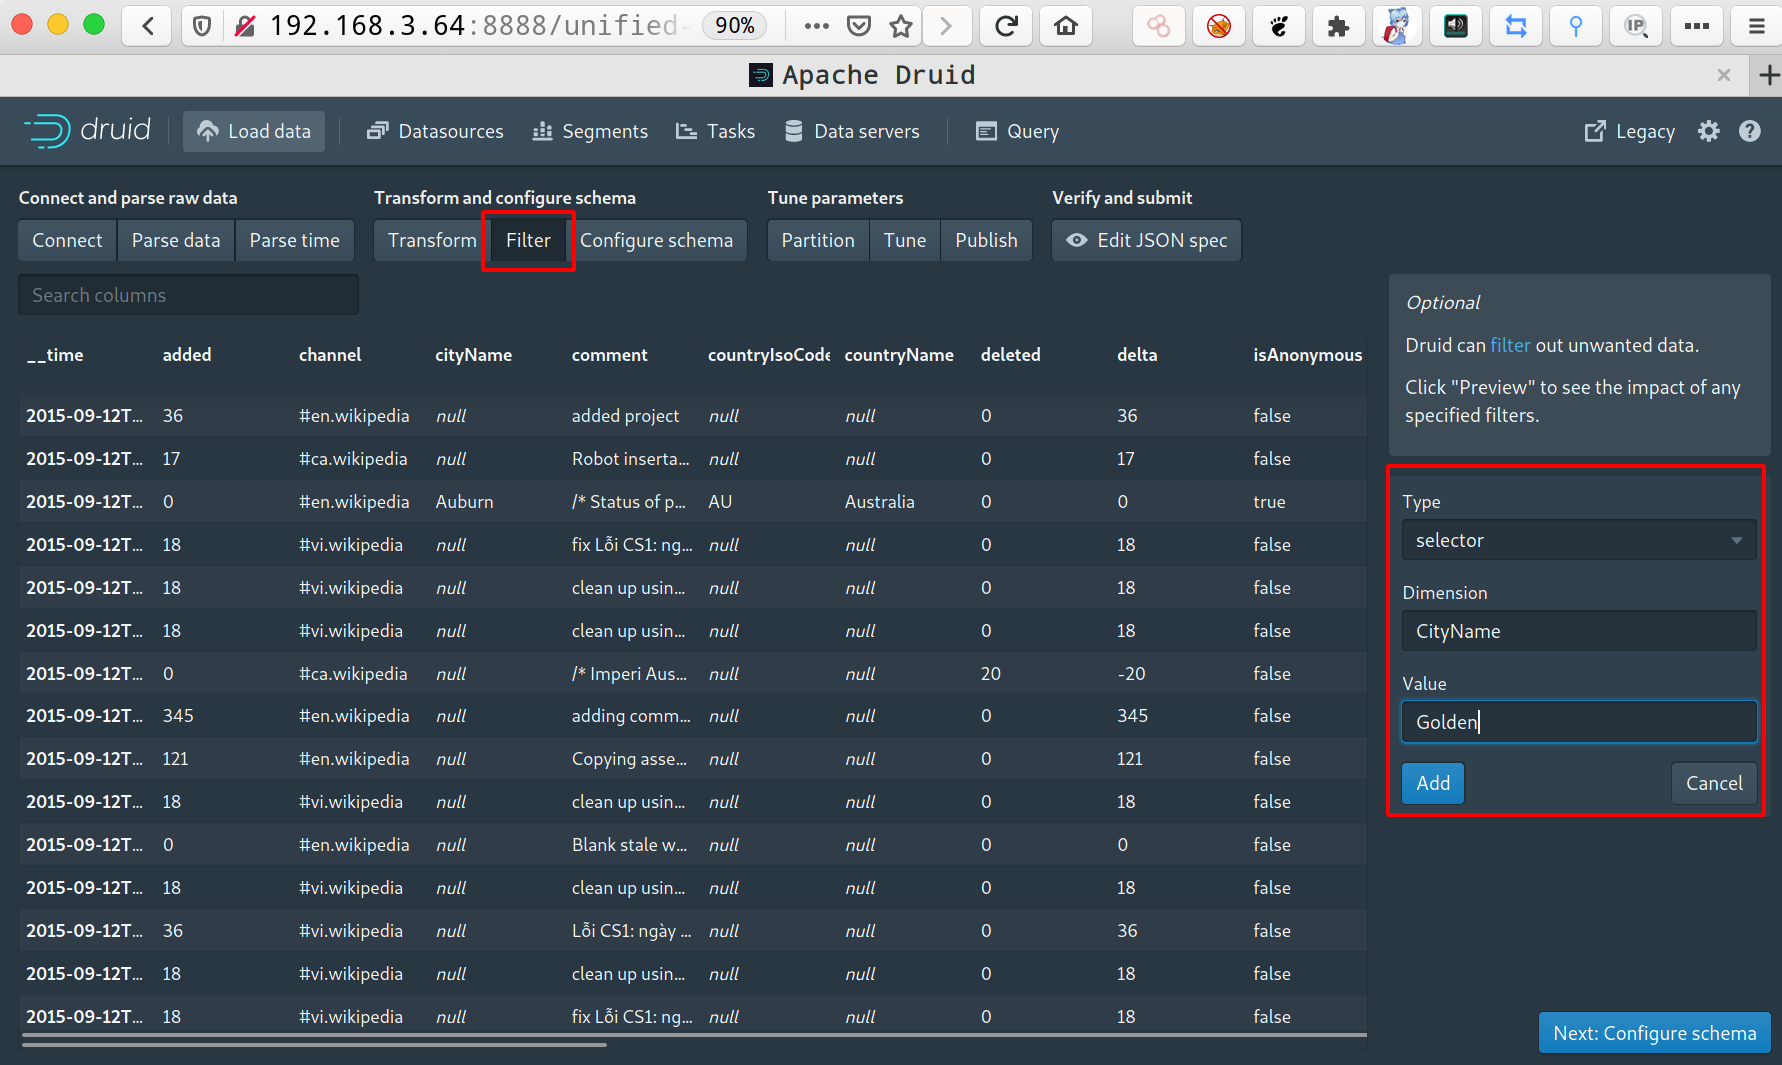 192.168.3.64:8888/unified-
90%
IP
Apache Druid
druid
Load data
Datasources
Segments
Tasks
Data servers
Query
Legacy
Connect and parse raw data
Transform and configure schema
Tune parameters
Verify and submit
Connect
Parse data
Parse time
Transform
Filter
Configure schema
Partition
Tune
Publish
Edit JSON spec
Search columns
__time added channel cityName comment countryIsoCode countryName deleted delta isAnonymous
2015-09-12T... 36 #en.wikipedia null added project null null 0 36 false
2015-09-12T... 17 #ca.wikipedia null Robot inserta... null null 0 17 false
2015-09-12T... 0 #en.wikipedia Auburn /* Status of p... AU Australia 0 0 true
2015-09-12T... 18 #vi.wikipedia null fix Lỗi CS1: ng... null null 0 18 false
2015-09-12T... 18 #vi.wikipedia null clean up usin... null null 0 18 false
2015-09-12T... 18 #vi.wikipedia null clean up usin... null null 0 18 false
2015-09-12T... 0 #ca.wikipedia null /* Imperi Aus... null null 20 -20 false
2015-09-12T... 345 #en.wikipedia null adding comm... null null 0 345 false
2015-09-12T... 121 #en.wikipedia null Copying asse... null null 0 121 false
2015-09-12T... 18 #vi.wikipedia null clean up usin... null null 0 18 false
2015-09-12T... 0 #en.wikipedia null Blank stale w... null null 0 0 false
2015-09-12T... 18 #vi.wikipedia null clean up usin... null null 0 18 false
2015-09-12T... 36 #vi.wikipedia null Lỗi CS1: ngày ... null null 0 36 false
2015-09-12T... 18 #vi.wikipedia null clean up usin... null null 0 18 false
2015-09-12T... 18 #vi.wikipedia null fix Lỗi CS1: ng... null null 0 18 false
Optional
Druid can filter out unwanted data.
Click "Preview" to see the impact of any
specified filters.
Type
selector
Dimension
CityName
Value
Golden
Add
Cancel
Next: Configure schema